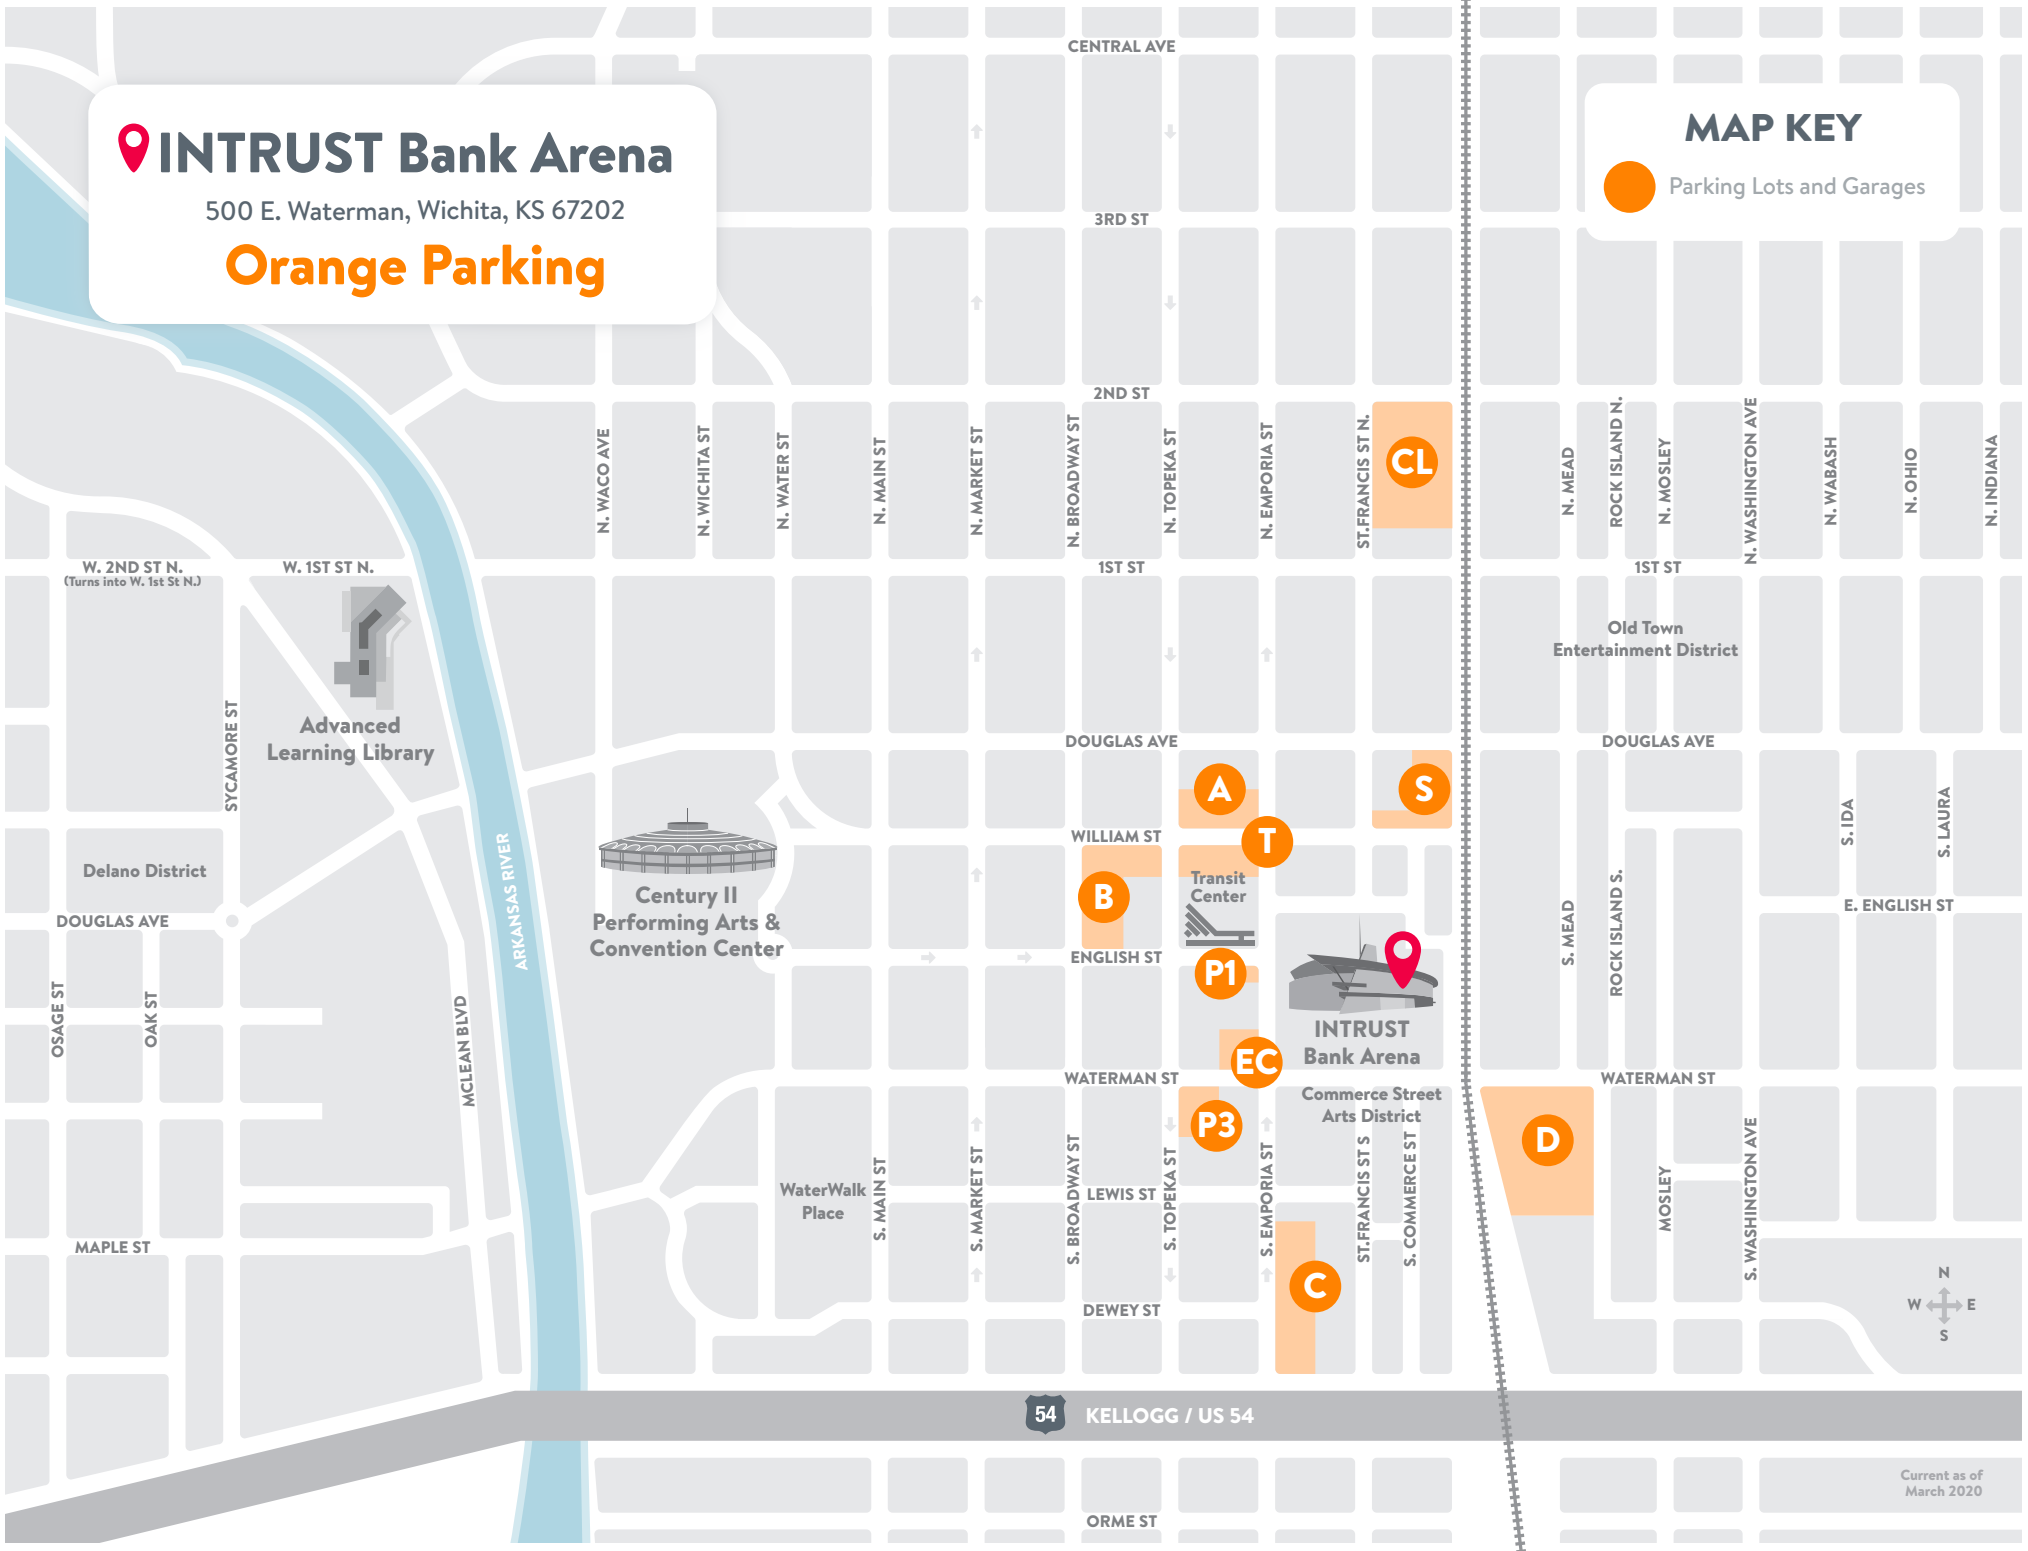 INTRUST Bank Arena
500 E. Waterman, Wichita, KS 67202
Orange Parking
MAP KEY
Parking Lots and Garages
CENTRAL AVE
3RD ST
2ND ST
N. WACO AVE
N. WICHITA ST
N. WATER ST
N. MAIN ST
N. MARKET ST
N. BROADWAY ST
N. TOPEKA ST
N. EMPORIA ST
ST.FRANCIS ST N.
CL
N. MEAD
ROCK ISLAND N.
N. MOSLEY
N. WASHINGTON AVE
N. WABASH
N. OHIO
N. INDIANA
W. 2ND ST N.
(Turns into W. 1st St N.)
W. 1ST ST N.
1ST ST
1ST ST
Old Town
Entertainment District
SYCAMORE ST
Advanced
Learning Library
DOUGLAS AVE
DOUGLAS AVE
A
S
WILLIAM ST
T
S. IDA
S. LAURA
Delano District
ARKANSAS RIVER
Century II
Performing Arts &
Convention Center
B
Transit
Center
S. MEAD
ROCK ISLAND S.
E. ENGLISH ST
DOUGLAS AVE
ENGLISH ST
P1
OSAGE ST
OAK ST
MCLEAN BLVD
INTRUST
Bank Arena
EC
WATERMAN ST
WATERMAN ST
Commerce Street
Arts District
P3
D
WaterWalk
Place
S. MAIN ST
S. MARKET ST
S. BROADWAY ST
LEWIS ST
S. TOPEKA ST
S. EMPORIA ST
ST.FRANCIS ST S
S. COMMERCE ST
MOSLEY
S. WASHINGTON AVE
MAPLE ST
C
DEWEY ST
N
W E
S
54
KELLOGG / US 54
Current as of
March 2020
ORME ST